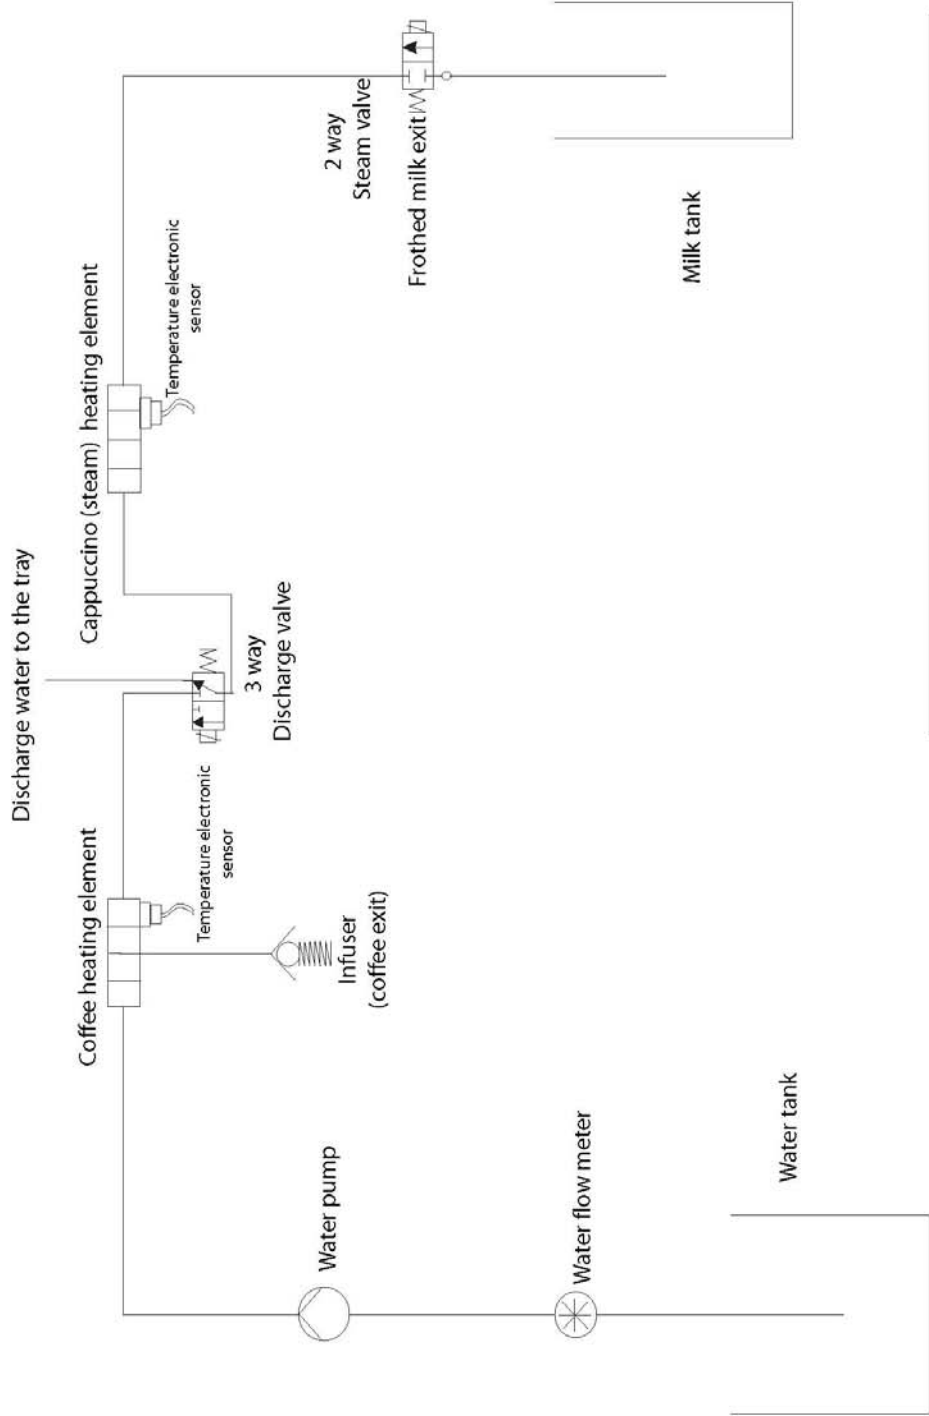 Discharge water to the tray
Coffee heating element
Cappuccino (steam) heating element
Temperature electronic
sensor
Temperature electronic
sensor
3 way
Discharge valve
2 way
Steam valve
Frothed milk exit
Infuser
(coffee exit)
Water pump
Water flow meter
Milk tank
Water tank